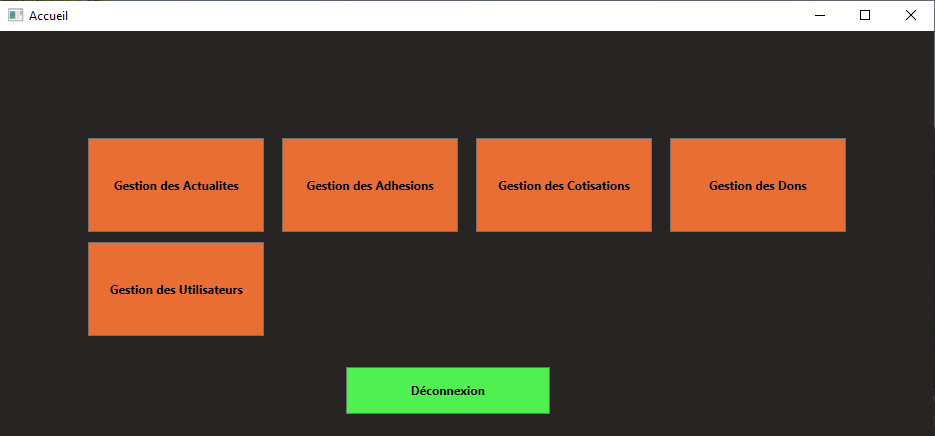 Accueil
Gestion des Actualites
Gestion des Adhesions
Gestion des Cotisations
Gestion des Dons
Gestion des Utilisateurs
Déconnexion